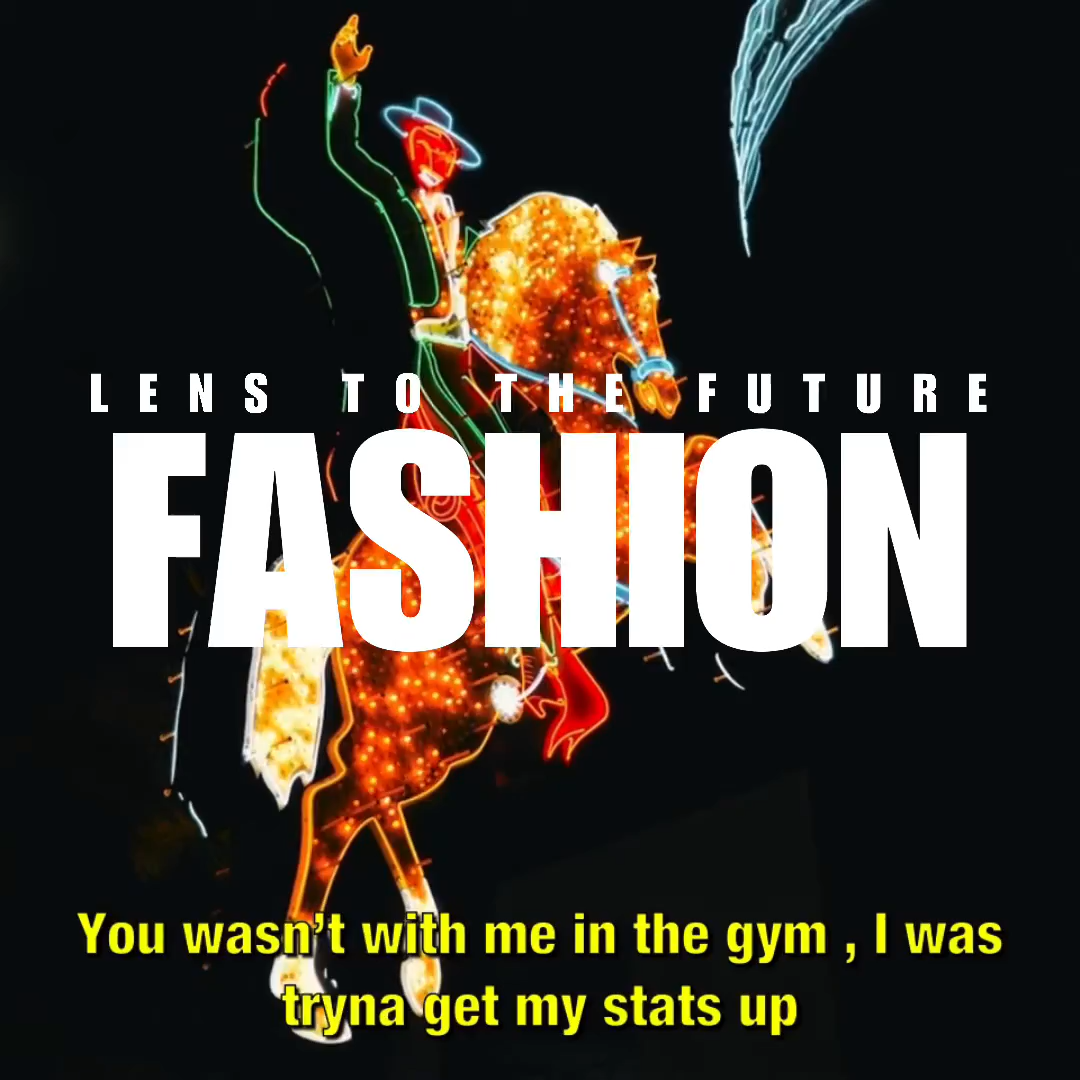 LENS TO THE FUTURE
FASHION
You wasn’t with me in the gym , I was
tryna get my stats up